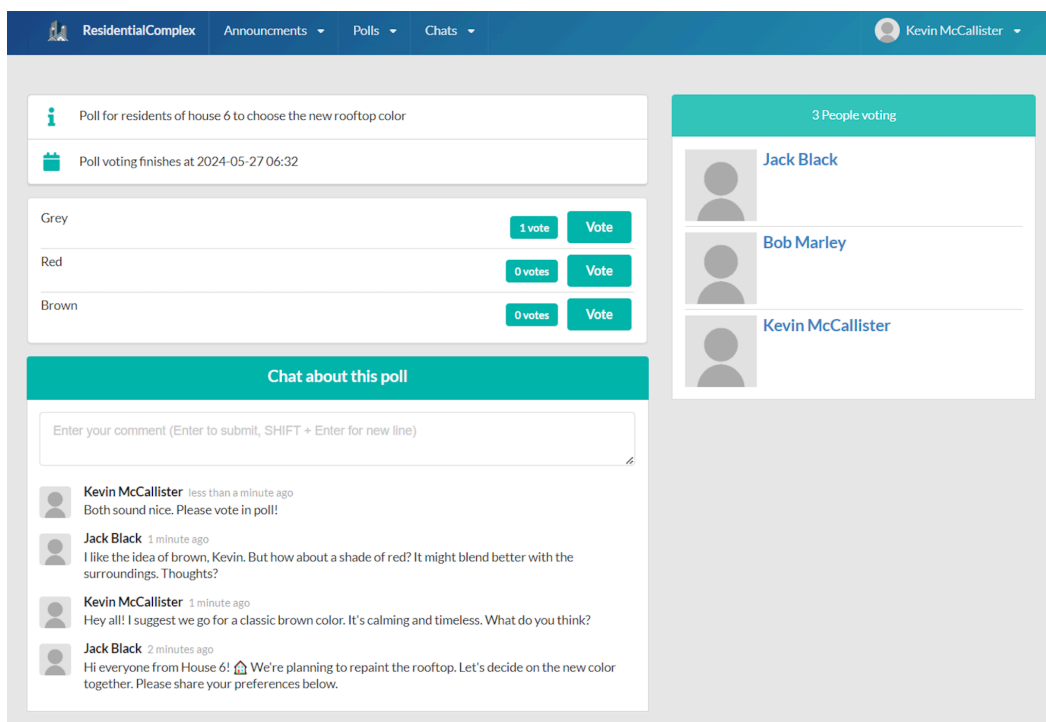 ResidentialComplex
Announcments
Polls
Chats
Kevin McCallister
Poll for residents of house 6 to choose the new rooftop color
Poll voting finishes at 2024-05-27 06:32
Grey
1 vote
Vote
Red
0 votes
Vote
Brown
0 votes
Vote
Chat about this poll
Enter your comment (Enter to submit, SHIFT + Enter for new line)
Kevin McCallister less than a minute ago
Both sound nice. Please vote in poll!
Jack Black 1 minute ago
I like the idea of brown, Kevin. But how about a shade of red? It might blend better with the
surroundings. Thoughts?
Kevin McCallister 1 minute ago
Hey all! I suggest we go for a classic brown color. It's calming and timeless. What do you think?
Jack Black 2 minutes ago
Hi everyone from House 6! 🏠 We're planning to repaint the rooftop. Let's decide on the new color
together. Please share your preferences below.
3 People voting
Jack Black
Bob Marley
Kevin McCallister